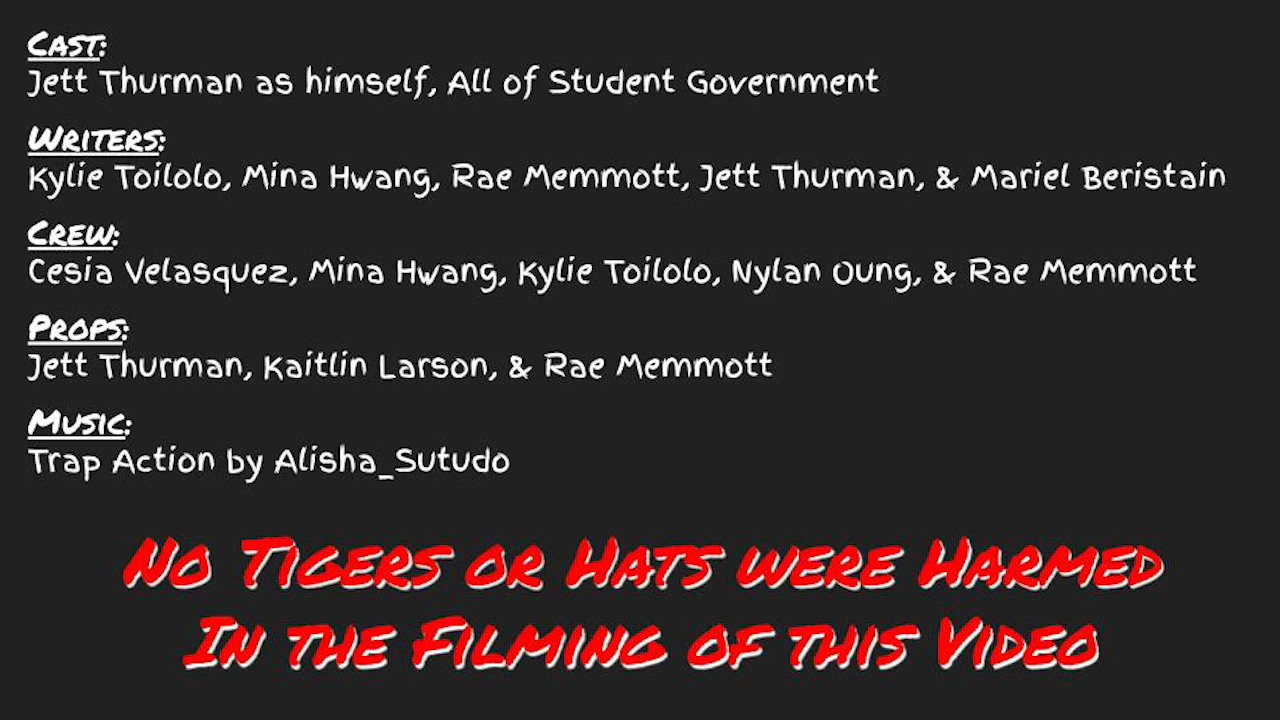 Cast:
Jett Thurman as himself, All of Student Government
Writers:
Kylie Toilolo, Mina Hwang, Rae Memmott, Jett Thurman, & Mariel Beristain
Crew:
Cesia Velasquez, Mina Hwang, Kylie Toilolo, Nylan Oung, & Rae Memmott
Props:
Jett Thurman, Kaitlin Larson, & Rae Memmott
Music:
Trap Action by Alisha_Sutudo
No Tigers or Hats were Harmed
In the Filming of this Video